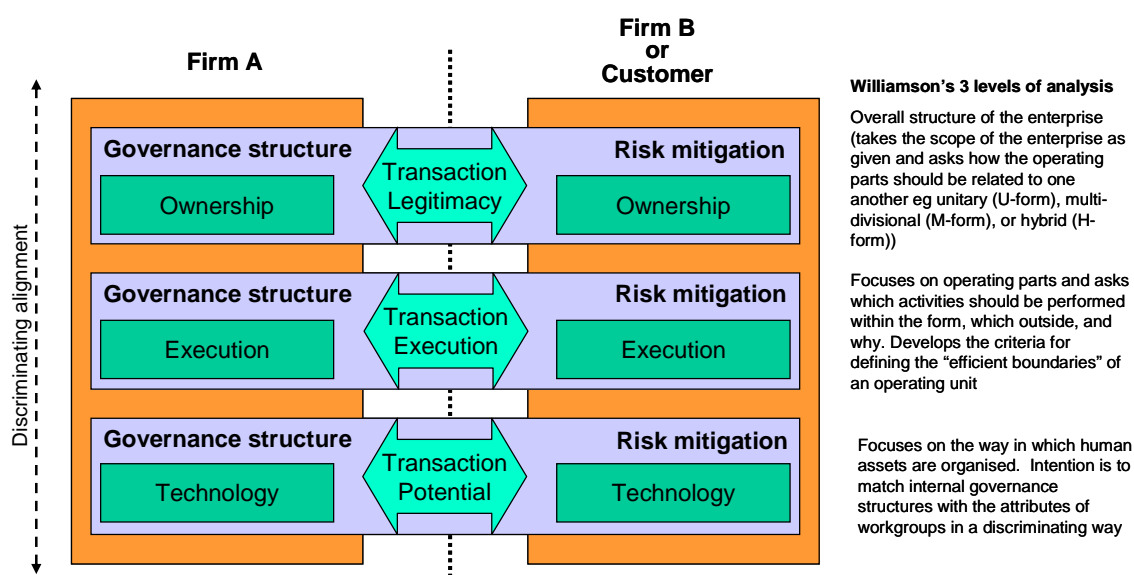 Firm A
Firm B
or
Customer
Discriminating alignment
Governance structure
Ownership
Transaction
Legitimacy
Risk mitigation
Ownership
Governance structure
Execution
Transaction
Execution
Risk mitigation
Execution
Governance structure
Technology
Transaction
Potential
Risk mitigation
Technology
Williamson’s 3 levels of analysis
Overall structure of the enterprise
(takes the scope of the enterprise as
given and asks how the operating
parts should be related to one
another eg unitary (U-form), multi-
divisional (M-form), or hybrid (H-
form))
Focuses on operating parts and asks
which activities should be performed
within the form, which outside, and
why. Develops the criteria for
defining the “efficient boundaries” of
an operating unit
Focuses on the way in which human
assets are organised.  Intention is to
match internal governance
structures with the attributes of
workgroups in a discriminating way